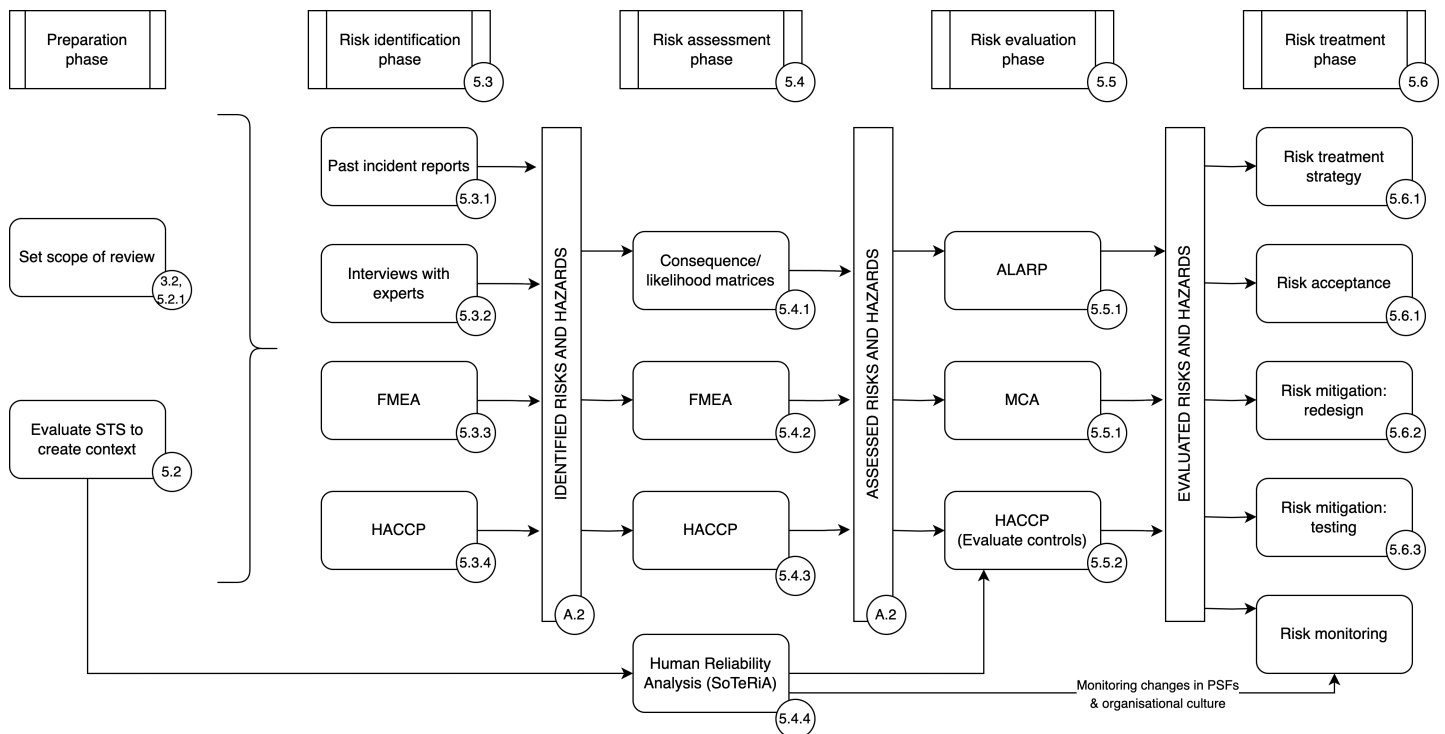 Preparation
phase
Risk identification
phase
5.3
Risk assessment
phase
5.4
Risk evaluation
phase
5.5
Risk treatment
phase
5.6
Set scope of review
3.2,
5.2.1
Evaluate STS to
create context
5.2
Past incident reports
5.3.1
Interviews with
experts
5.3.2
FMEA
5.3.3
HACCP
5.3.4
IDENTIFIED RISKS AND HAZARDS
A.2
Consequence/
likelihood matrices
5.4.1
FMEA
5.4.2
HACCP
5.4.3
Human Reliability
Analysis (SoTeRiA)
5.4.4
ASSESSED RISKS AND HAZARDS
A.2
ALARP
5.5.1
MCA
5.5.1
HACCP
(Evaluate controls)
5.5.2
EVALUATED RISKS AND HAZARDS
Risk treatment
strategy
5.6.1
Risk acceptance
5.6.1
Risk mitigation:
redesign
5.6.2
Risk mitigation:
testing
5.6.3
Risk monitoring
Monitoring changes in PSFs
& organisational culture